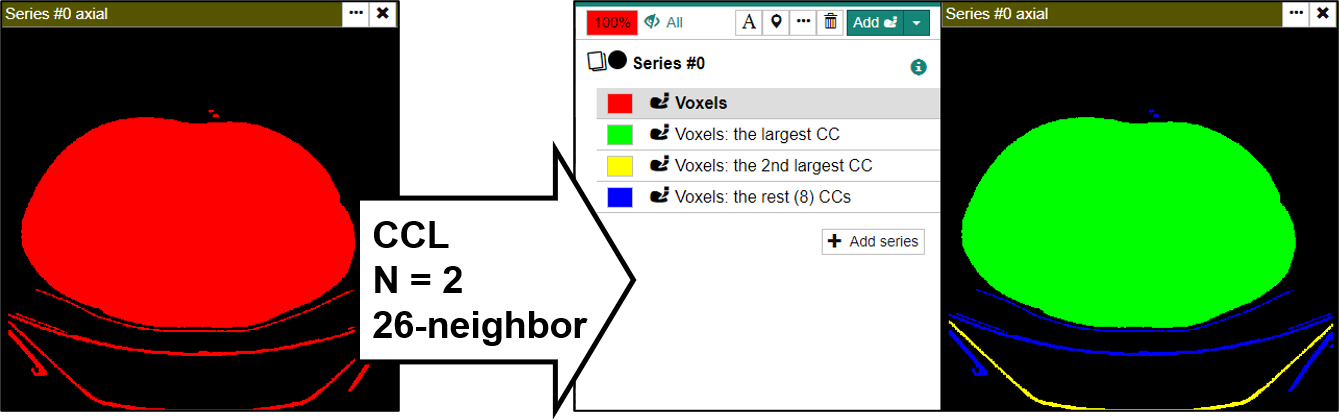 Series #0 axial
CCL
N = 2
26-neighbor
100% All A Add
Series #0
Voxels
Voxels: the largest CC
Voxels: the 2nd largest CC
Voxels: the rest (8) CCs
Add series
Series #0 axial